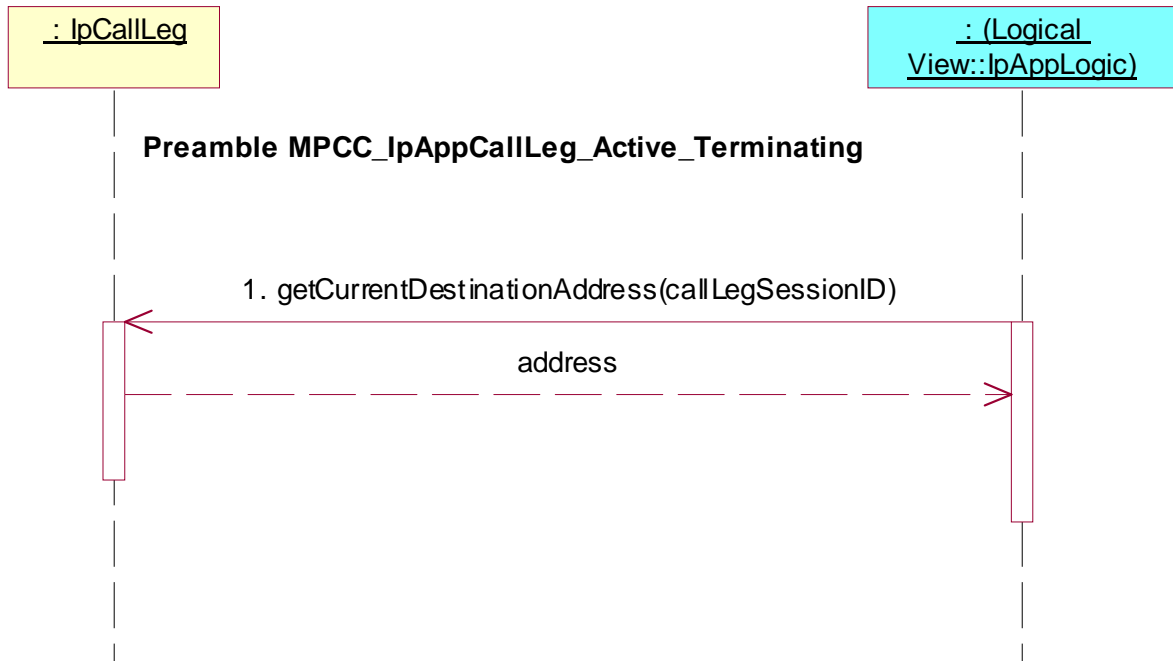 : IpCallLeg
: (Logical
View::IpAppLogic)
Preamble MPCC_IpAppCallLeg_Active_Terminating
1. getCurrentDestinationAddress(callLegSessionID)
address